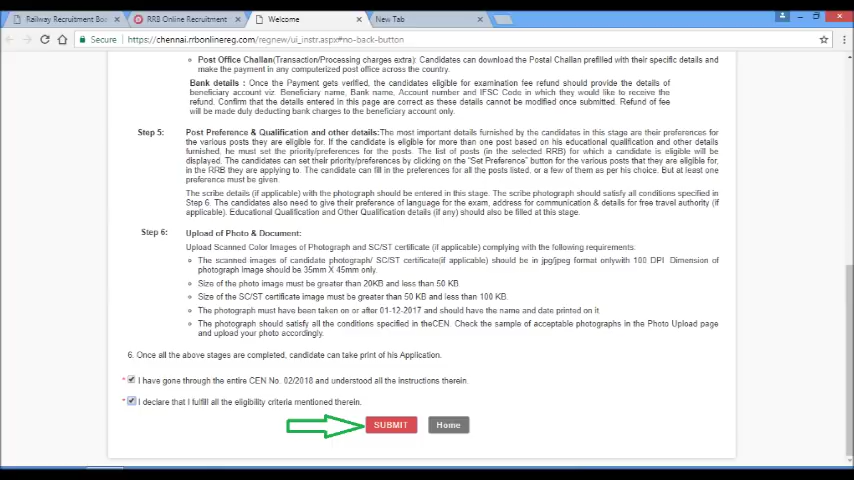 Railway Recruitment Boa
RRB Online Recruitment
Welcome
New Tab
Secure
https://chennai.rrbonlinereg.com/regnew/ui_instr.aspx#no-back-button
Post Office Challan(Transaction/Processing charges extra): Candidates can download the Postal Challan prefilled with their specific details and
make the payment in any computerized post office across the country.
Bank details : Once the Payment gets verified, the candidates eligible for examination fee refund should provide the details of
beneficiary account viz. Beneficiary name, Bank name, Account number and IFSC Code in which they would like to receive the
refund. Confirm that the details entered in this page are correct as these details cannot be modified once submitted. Refund of fee
will be made duly deducting bank charges to the beneficiary account only.
Step 5: Post Preference & Qualification and other details:The most important details furnished by the candidates in this stage are their preferences for
the various posts they are eligible for. If the candidate is eligible for more than one post based on his educational qualification and other details
furnished, he must set the priority/preferences for the posts. The list of posts (in the selected RRB) for which a candidate is eligible will be
displayed. The candidates can set their priority/preferences by clicking on the "Set Preference" button for the various posts that they are eligible for,
in the RRB they are applying to. The candidate can fill in the preferences for all the posts listed, or a few of them as per his choice. But at least one
preference must be given.
The scribe details (if applicable) with the photograph should be entered in this stage. The scribe photograph should satisfy all conditions specified in
Step 6. The candidates also need to give their preference of language for the exam, address for communication & details for free travel authority (if
applicable). Educational Qualification and Other Qualification details (if any) should also be filled at this stage.
Step 6: Upload of Photo & Document:
Upload Scanned Color Images of Photograph and SC/ST certificate (if applicable) complying with the following requirements:
The scanned images of candidate photograph/ SC/ST certificate(if applicable) should be in jpg/jpeg format onlywith 100 DPI. Dimension of
photograph image should be 35mm X 45mm only.
Size of the photo image must be greater than 20KB and less than 50 KB.
Size of the SC/ST certificate image must be greater than 50 KB and less than 100 KB.
The photograph must have been taken on or after 01-12-2017 and should have the name and date printed on it
The photograph should satisfy all the conditions specified in theCEN. Check the sample of acceptable photographs in the Photo Upload page
and upload your photo accordingly.
6. Once all the above stages are completed, candidate can take print of his Application.
* I have gone through the entire CEN No. 02/2018 and understood all the instructions therein.
* I declare that I fulfill all the eligibility criteria mentioned therein.
SUBMIT Home